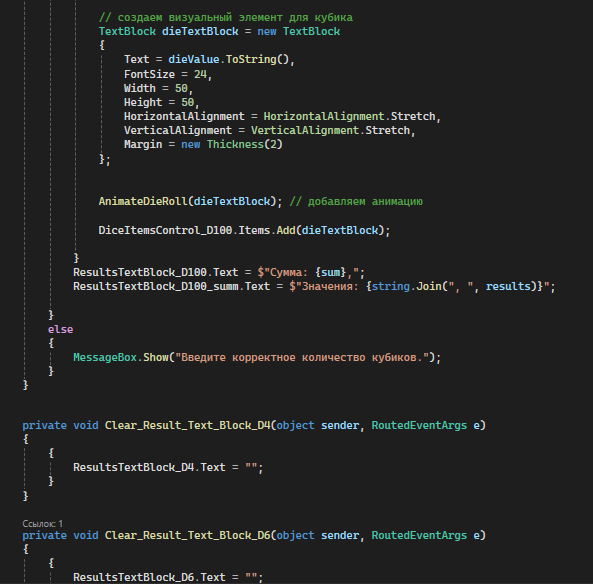 // создаем визуальный элемент для кубика
TextBlock dieTextBlock = new TextBlock
{
Text = dieValue.ToString(),
FontSize = 24,
Width = 50,
Height = 50,
HorizontalAlignment = HorizontalAlignment.Stretch,
VerticalAlignment = VerticalAlignment.Stretch,
Margin = new Thickness(2)
};
AnimateDieRoll(dieTextBlock); // добавляем анимацию
DiceItemsControl_D100.Items.Add(dieTextBlock);
}
ResultsTextBlock_D100.Text = $"Сумма: {sum},";
ResultsTextBlock_D100_summ.Text = $"Значения: {string.Join(", ", results)}";
}
else
{
MessageBox.Show("Введите корректное количество кубиков.");
}
}
private void Clear_Result_Text_Block_D4(object sender, RoutedEventArgs e)
{
{
ResultsTextBlock_D4.Text = "";
}
}
Ссылок: 1
private void Clear_Result_Text_Block_D6(object sender, RoutedEventArgs e)
{
{
ResultsTextBlock_D6.Text = "";